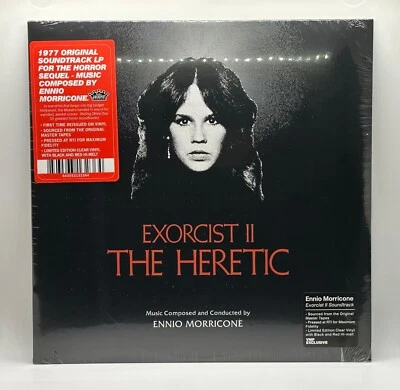 1977 ORIGINAL
SOUNDTRACK LP
FOR THE HORROR
SEQUEL - MUSIC
COMPOSED BY
ENNIO
MORRICONE
• FIRST TIME REISSUED ON VINYL
• SOURCED FROM THE ORIGINAL
MASTER TAPES
• PRESSED AT RTI FOR MAXIMUM
FIDELITY
• LIMITED EDITION CLEAR VINYL
WITH BLACK AND RED HI-MELT
EXORCIST II
THE HERETIC
Music Composed and Conducted by
ENNIO MORRICONE
Ennio Morricone
Exorcist II Soundtrack
- Sourced from the Original
Master Tapes
- Pressed at RTI for Maximum
Fidelity
- Limited Edition Clear Vinyl
with Black and Red Hi-melt
VMP
EXCLUSIVE